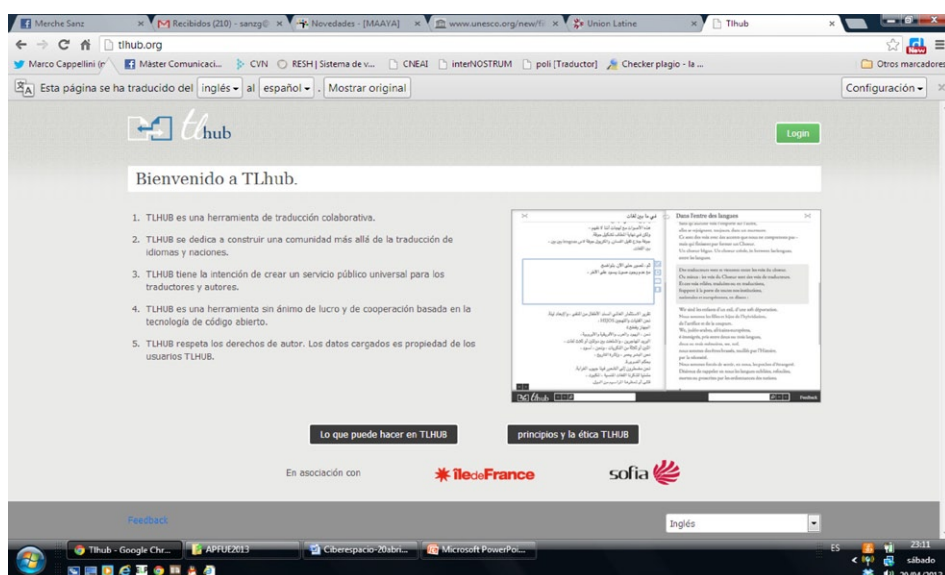 Merche Sanz
Recibidos (210) - sanzg@
Novedades - [MAAYA]
www.unesco.org/new/fi
Union Latine
Tlhub
tlhub.org
Marco Cappellini (r
Máster Comunicaci...
CVN
RESH | Sistema de v...
CNEAI
interNOSTRUM
poli [Traductor]
Checker plagio - la ...
Otros marcadores
Esta página se ha traducido del inglés al español . Mostrar original
Configuración
tlhub
Login
Bienvenido a TLhub.
1. TLHUB es una herramienta de traducción colaborativa.
2. TLHUB se dedica a construir una comunidad más allá de la traducción de
idiomas y naciones.
3. TLHUB tiene la intención de crear un servicio público universal para los
traductores y autores.
4. TLHUB es una herramienta sin ánimo de lucro y de cooperación basada en la
tecnología de código abierto.
5. TLHUB respeta los derechos de autor. Los datos cargados es propiedad de los
usuarios TLHUB.
Dans l'entre des langues
tlhub
Feedback
Lo que puede hacer en TLHUB
principios y la ética TLHUB
En asociación con
îledeFrance
sofia
Feedback
Inglés
Tlhub - Google Chr...
APFUE2013
Ciberespacio-20abri...
Microsoft PowerPoi...
ES
23:11
sábado
20/04/2013